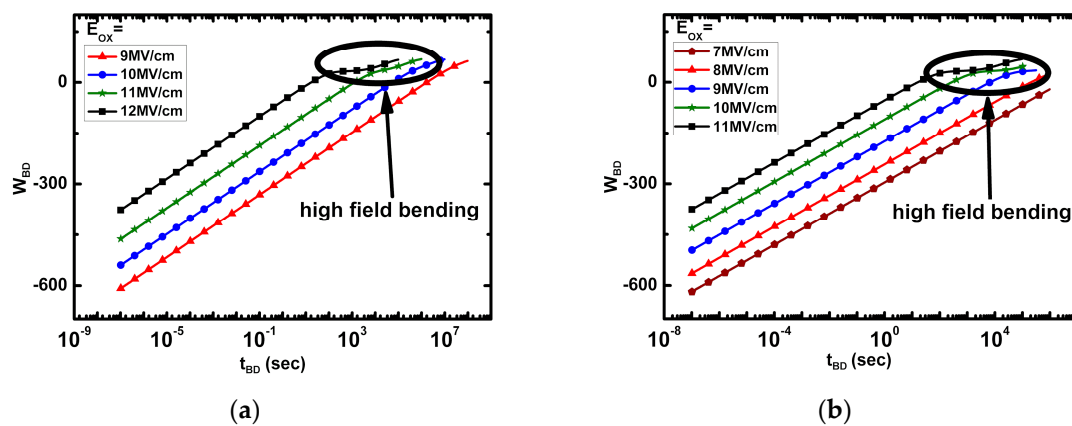 E_OX=
9MV/cm
10MV/cm
11MV/cm
12MV/cm
0
-300
-600
W_BD
high field bending
10^-9 10^-5 10^-1 10^3 10^7
t_BD (sec)
(a)
E_OX=
7MV/cm
8MV/cm
9MV/cm
10MV/cm
11MV/cm
0
-300
-600
W_BD
high field bending
10^-8 10^-4 10^0 10^4
t_BD (sec)
(b)